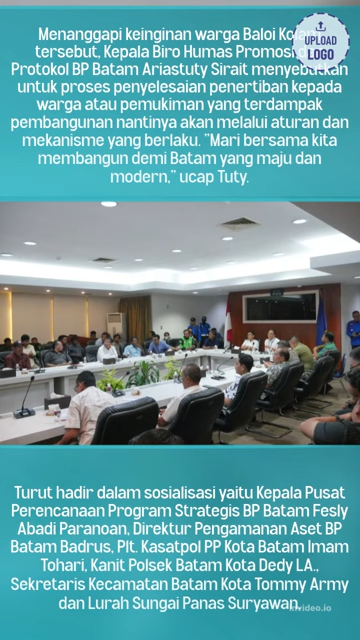 Menanggapi keinginan warga Baloi Kolam
tersebut, Kepala Biro Humas Promosi dan
Protokol BP Batam Ariastuty Sirait menyebutkan
untuk proses penyelesaian penertiban kepada
warga atau pemukiman yang terdampak
pembangunan nantinya akan melalui aturan dan
mekanisme yang berlaku. "Mari bersama kita
membangun demi Batam yang maju dan
modern," ucap Tuty.
UPLOAD
LOGO
Turut hadir dalam sosialisasi yaitu Kepala Pusat
Perencanaan Program Strategis BP Batam Fesly
Abadi Paranoan, Direktur Pengamanan Aset BP
Batam Badrus, Plt. Kasatpol PP Kota Batam Imam
Tohari, Kanit Polsek Batam Kota Dedy LA.,
Sekretaris Kecamatan Batam Kota Tommy Army
dan Lurah Sungai Panas Suryawan.
invideo.io